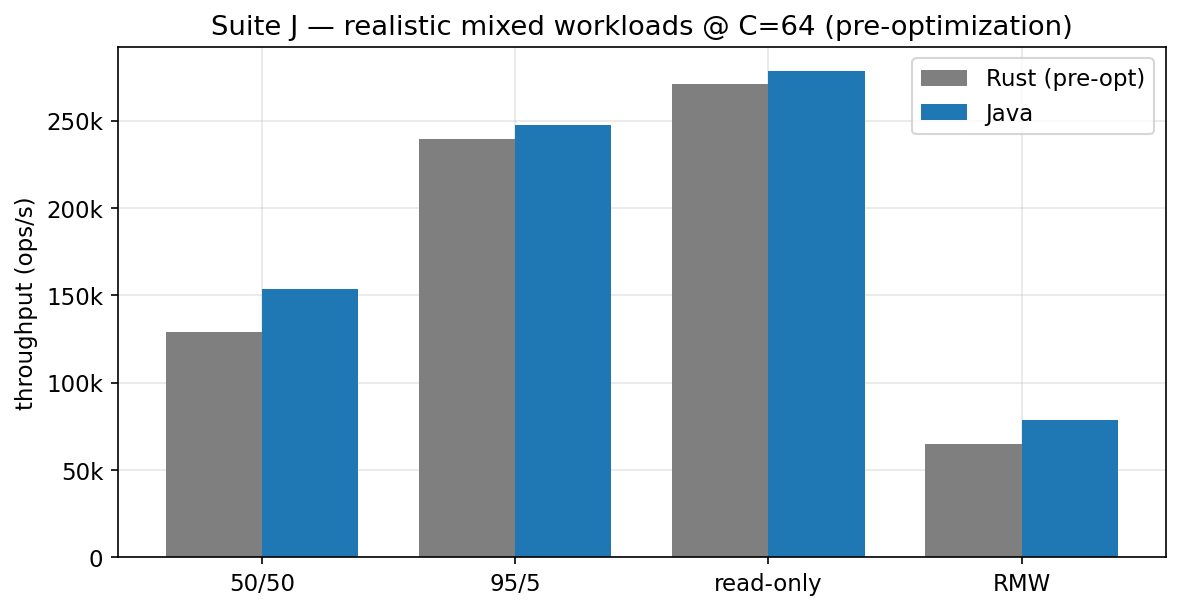 Suite J — realistic mixed workloads @ C=64 (pre-optimization)
Rust (pre-opt)
Java
throughput (ops/s)
250k
200k
150k
100k
50k
0
50/50
95/5
read-only
RMW